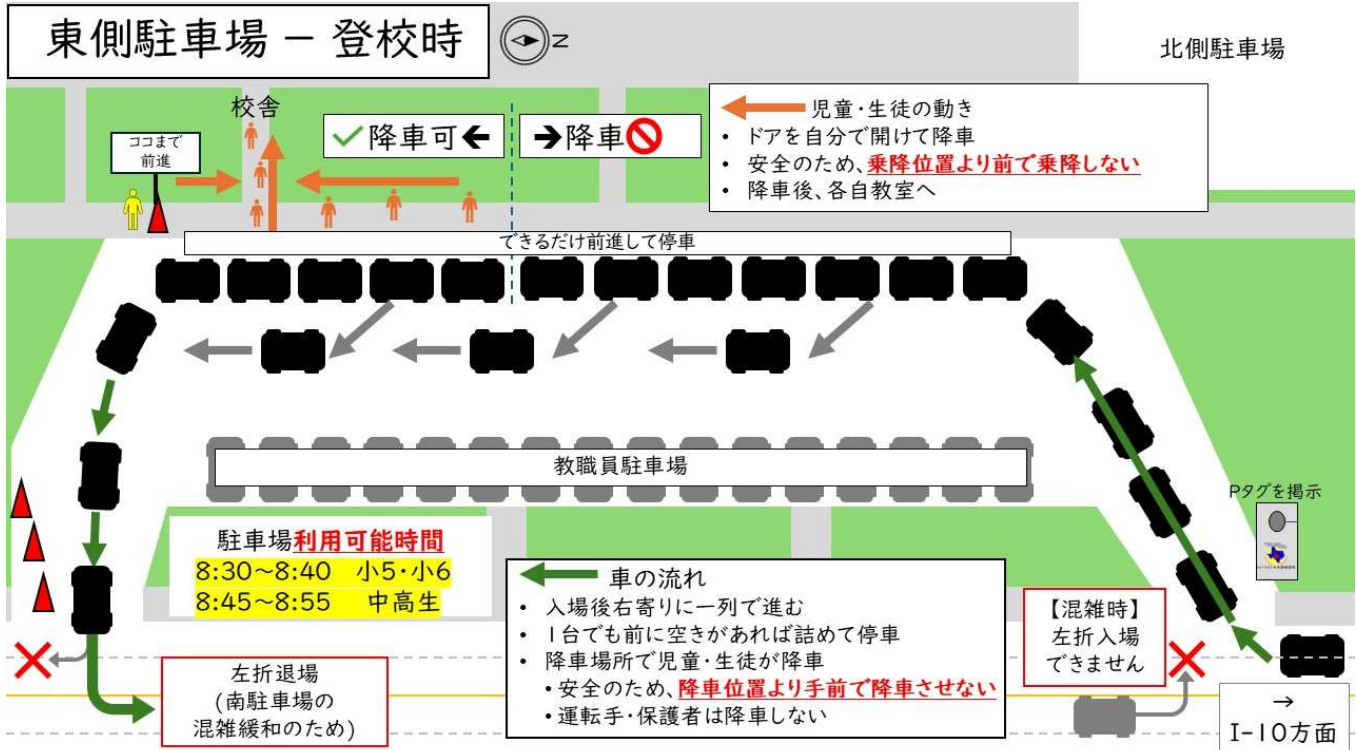 東側駐車場 － 登校時
N
北側駐車場
校舎
ココまで
前進
✓降車可←
→降車🚫
児童・生徒の動き
• ドアを自分で開けて降車
• 安全のため、乗降位置より前で乗降しない
• 降車後、各自教室へ
できるだけ前進して停車
教職員駐車場
Pタグを掲示
駐車場利用可能時間
8:30～8:40 小5・小6
8:45～8:55 中高生
車の流れ
• 入場後右寄りに一列で進む
• 1台でも前に空きがあれば詰めて停車
• 降車場所で児童・生徒が降車
• 安全のため、降車位置より手前で降車させない
• 運転手・保護者は降車しない
【混雑時】
左折入場
できません
左折退場
(南駐車場の
混雑緩和のため)
→
I-10方面